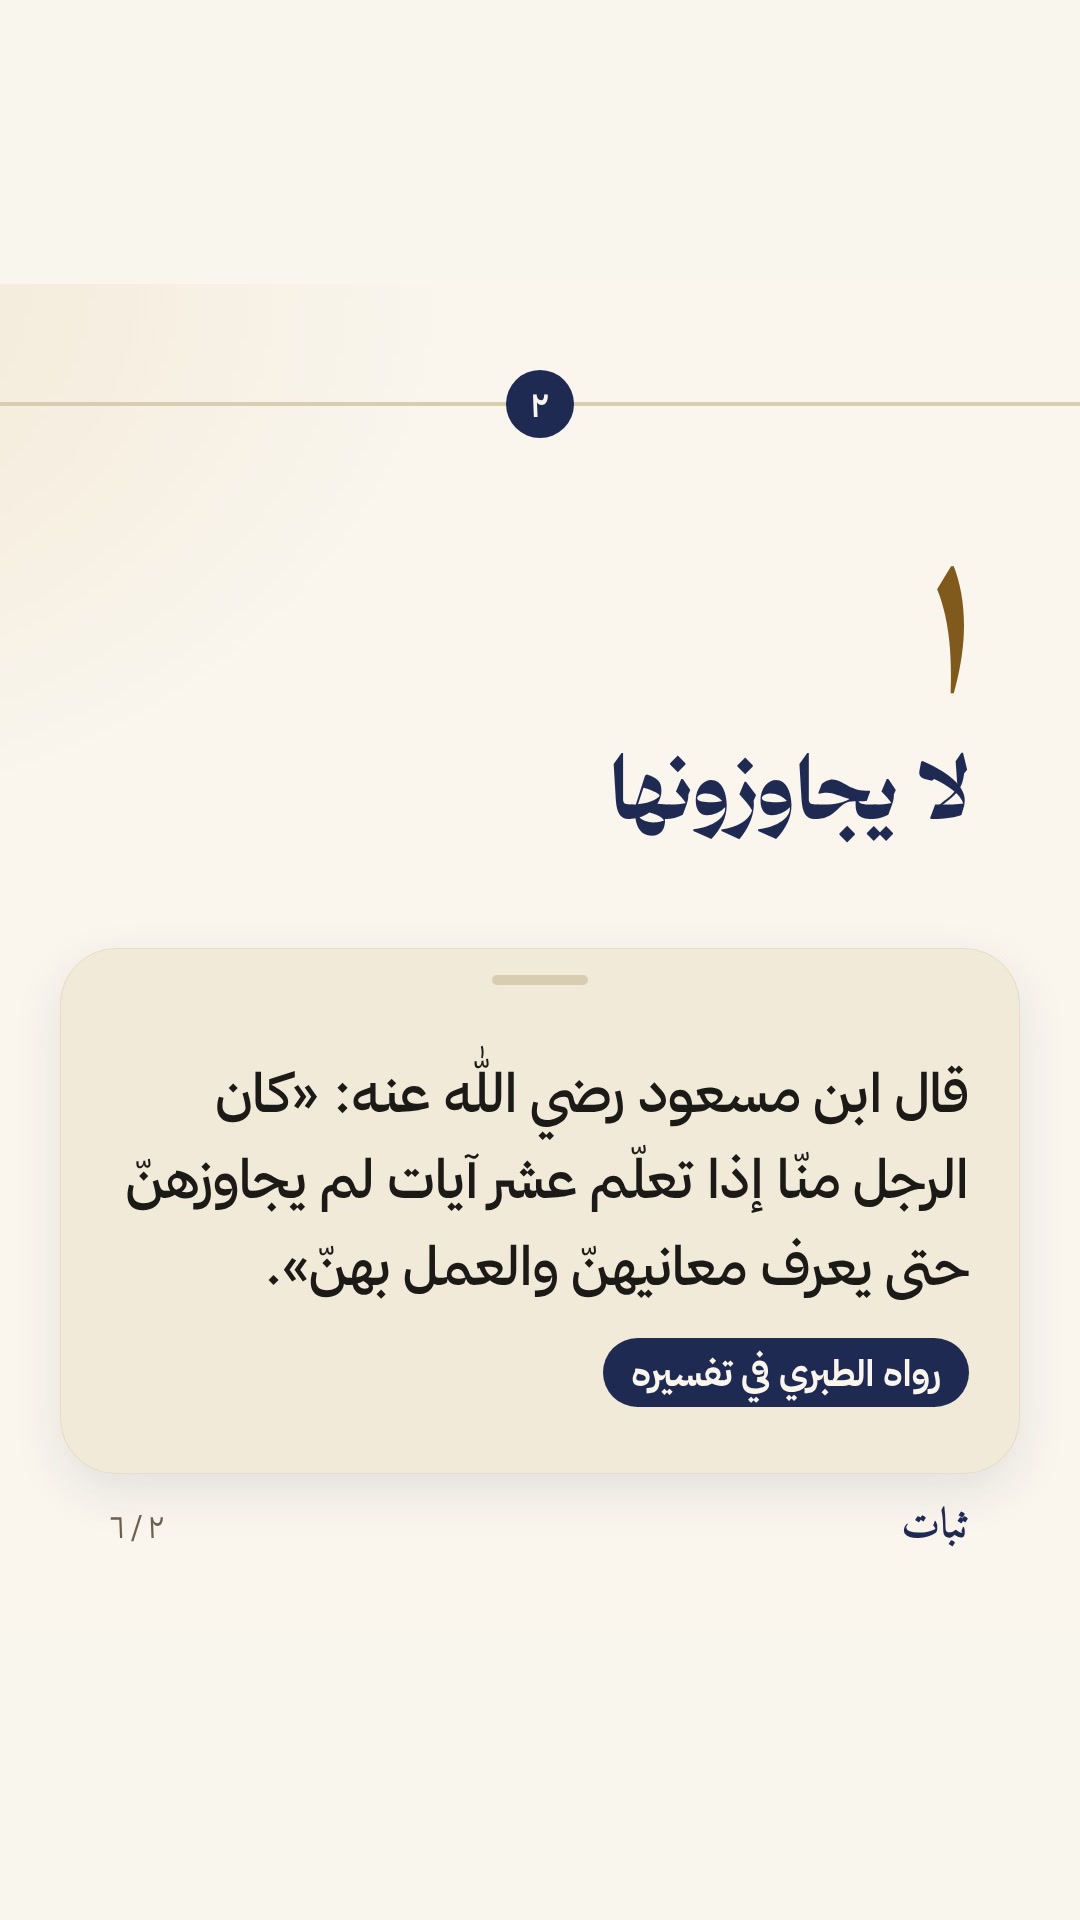 ٢
١
لا يجاوزونها
قال ابن مسعود رضي اللّٰه عنه: «كان
الرجل منّا إذا تعلّم عشر آيات لم يجاوزهنّ
حتى يعرف معانيهنّ والعمل بهنّ».
رواه الطبري في تفسيره
ثبات
٢ / ٦